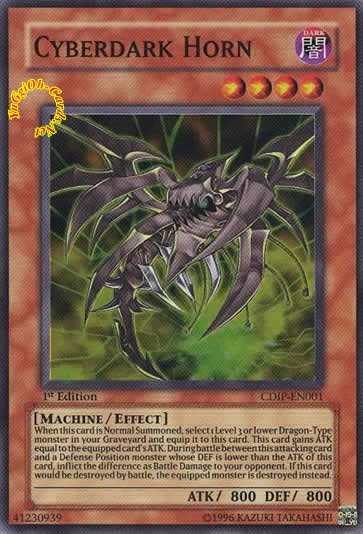 CYBERDARK HORN
DARK
闇
YuGgiOh-Cards.Net
1st Edition
CDIP-EN001
[MACHINE / EFFECT]
When this card is Normal Summoned, select 1 Level 3 or lower Dragon-Type
monster in your Graveyard and equip it to this card. This card gains ATK
equal to the equipped card's ATK. During battle between this attacking card
and a Defense Position monster whose DEF is lower than the ATK of this
card, inflict the difference as Battle Damage to your opponent. If this card
would be destroyed by battle, the equipped monster is destroyed instead.
ATK / 800 DEF / 800
41230939
©1996 KAZUKI TAKAHASHI